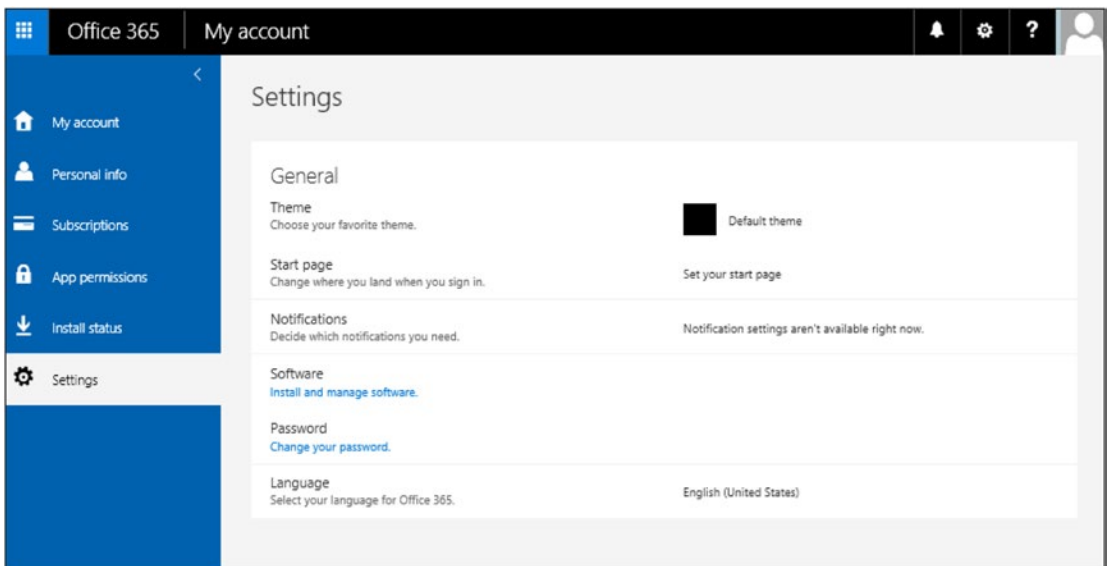 Office 365
My account
?
My account
Personal info
Subscriptions
App permissions
Install status
Settings
Settings
General
Theme
Choose your favorite theme.
Default theme
Start page
Change where you land when you sign in.
Set your start page
Notifications
Decide which notifications you need.
Notification settings aren't available right now.
Software
Install and manage software.
Password
Change your password.
Language
Select your language for Office 365.
English (United States)